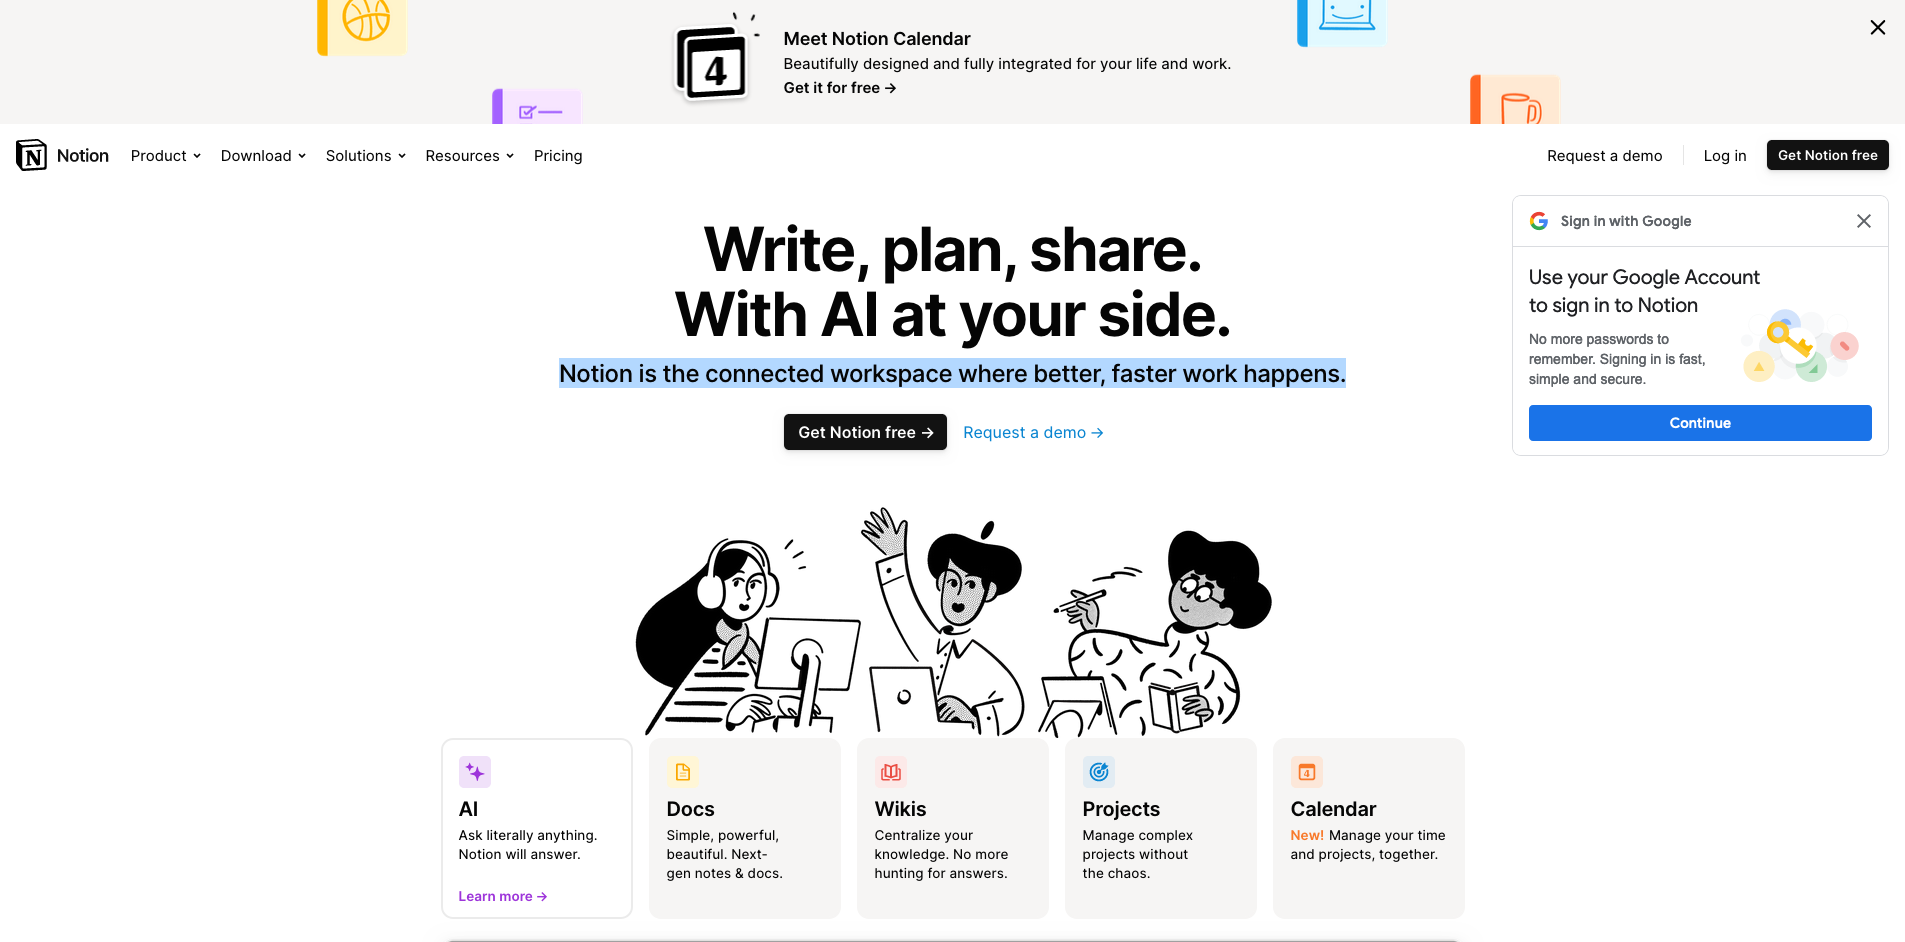 4
Meet Notion Calendar
Beautifully designed and fully integrated for your life and work.
Get it for free →
Notion
Product
Download
Solutions
Resources
Pricing
Request a demo
Log in
Get Notion free
Sign in with Google
Use your Google Account
to sign in to Notion
No more passwords to
remember. Signing in is fast,
simple and secure.
Continue
Write, plan, share.
With AI at your side.
Notion is the connected workspace where better, faster work happens.
Get Notion free →
Request a demo →
AI
Ask literally anything.
Notion will answer.
Learn more →
Docs
Simple, powerful,
beautiful. Next-
gen notes & docs.
Wikis
Centralize your
knowledge. No more
hunting for answers.
Projects
Manage complex
projects without
the chaos.
4
Calendar
New! Manage your time
and projects, together.